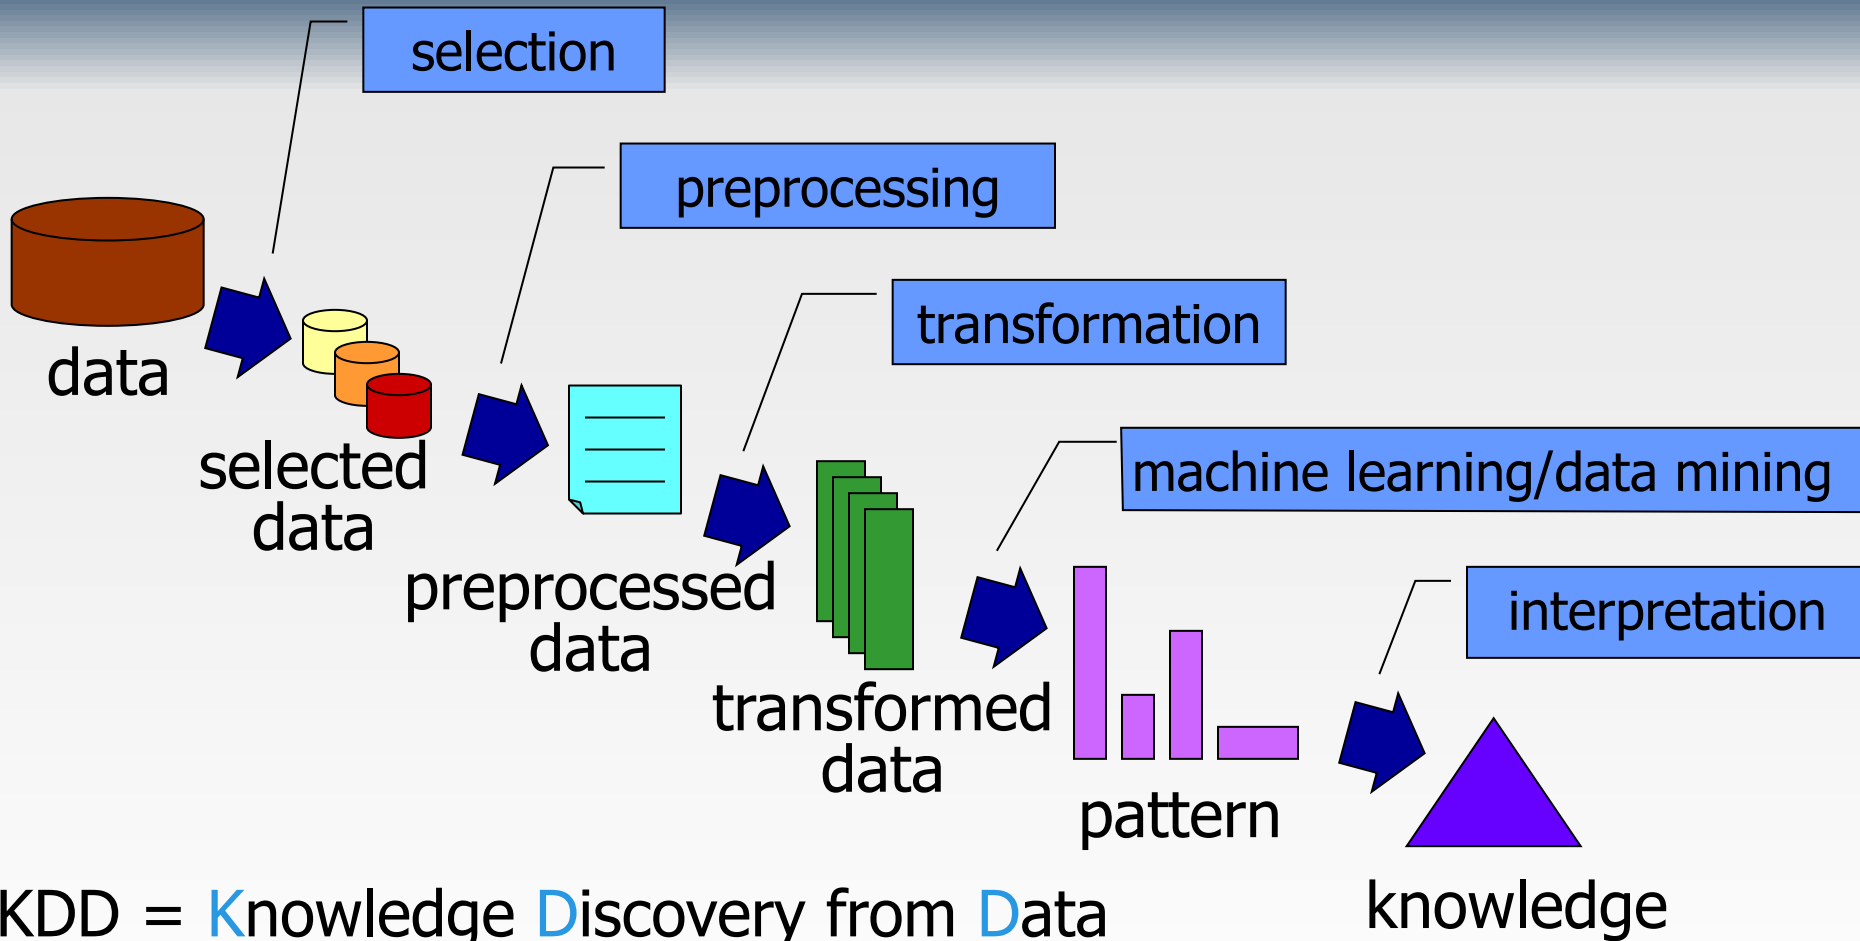 selection
preprocessing
transformation
data
machine learning/data mining
selected
data
preprocessed
data
interpretation
transformed
data
pattern
knowledge
KDD = Knowledge Discovery from Data